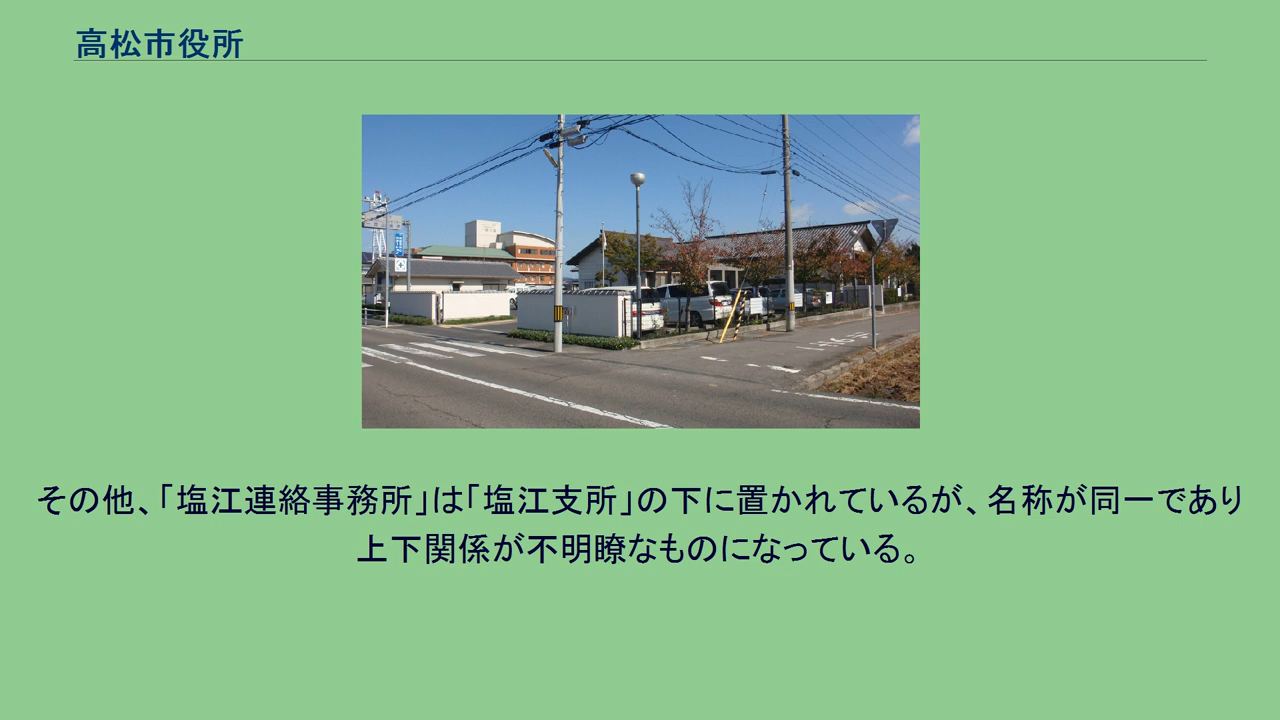 高松市役所
その他、「塩江連絡事務所」は「塩江支所」の下に置かれているが、名称が同一であり
上下関係が不明瞭なものになっている。